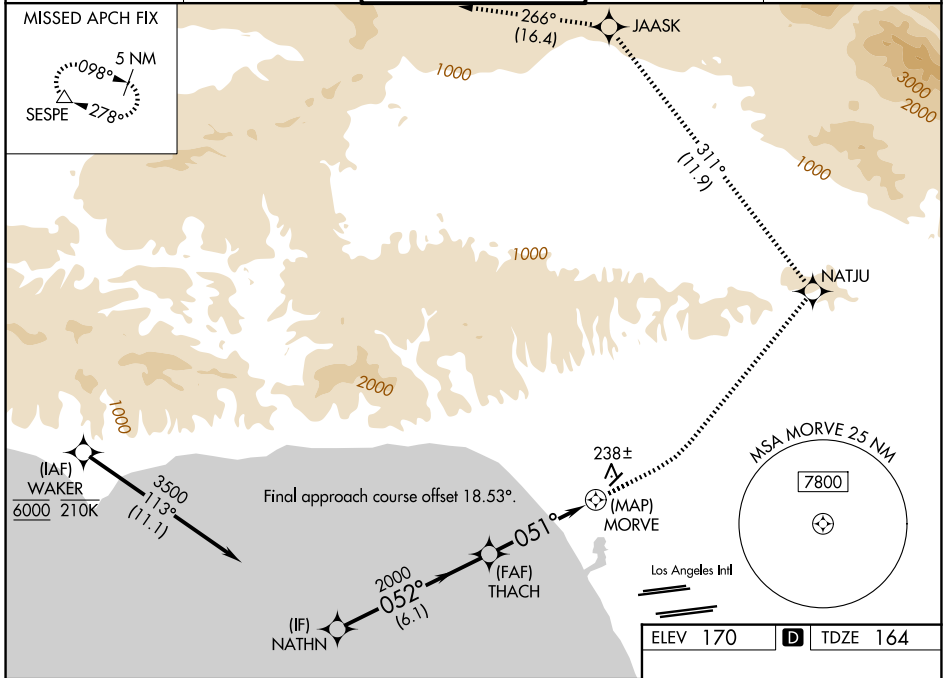 MISSED APCH FIX
5 NM
098°
SESPE
278°
266°
(16.4)
JAASK
1000
3000
2000
311°
(11.9)
1000
1000
NATJU
2000
1000
(IAF)
WAKER
6000 210K
3500
113°
(11.1)
Final approach course offset 18.53°.
238±
(MAP)
MORVE
051°
(FAF)
THACH
2000
052°
(6.1)
(IF)
NATHN
MSA MORVE 25 NM
7800
Los Angeles Intl
ELEV 170 D TDZE 164